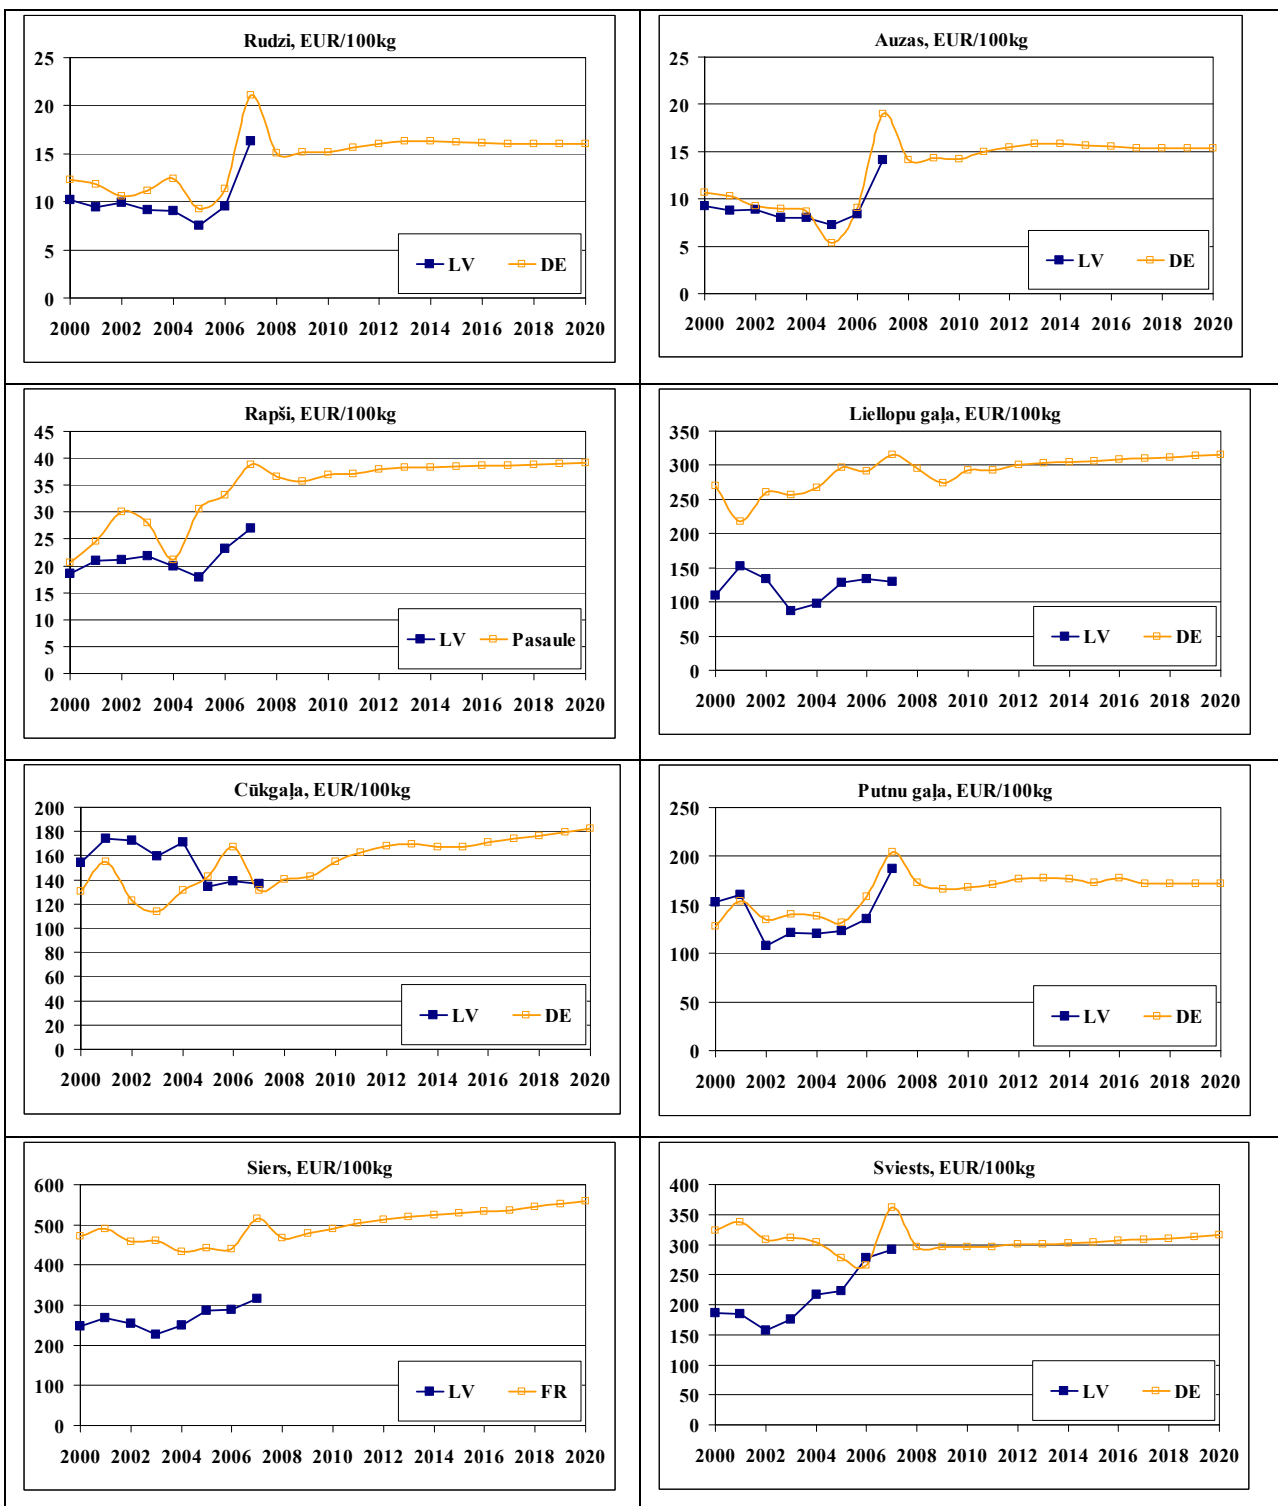 Rudzi, EUR/100kg
25
20
15
10
5
0
LV DE
2000 2002 2004 2006 2008 2010 2012 2014 2016 2018 2020
Auzas, EUR/100kg
25
20
15
10
5
0
LV DE
2000 2002 2004 2006 2008 2010 2012 2014 2016 2018 2020
Rapši, EUR/100kg
45
40
35
30
25
20
15
10
5
0
LV Pasaule
2000 2002 2004 2006 2008 2010 2012 2014 2016 2018 2020
Liellopu gaļa, EUR/100kg
350
300
250
200
150
100
50
0
LV DE
2000 2002 2004 2006 2008 2010 2012 2014 2016 2018 2020
Cūkgaļa, EUR/100kg
200
180
160
140
120
100
80
60
40
20
0
LV DE
2000 2002 2004 2006 2008 2010 2012 2014 2016 2018 2020
Putnu gaļa, EUR/100kg
250
200
150
100
50
0
LV DE
2000 2002 2004 2006 2008 2010 2012 2014 2016 2018 2020
Siers, EUR/100kg
600
500
400
300
200
100
0
LV FR
2000 2002 2004 2006 2008 2010 2012 2014 2016 2018 2020
Sviests, EUR/100kg
400
350
300
250
200
150
100
50
0
LV DE
2000 2002 2004 2006 2008 2010 2012 2014 2016 2018 2020